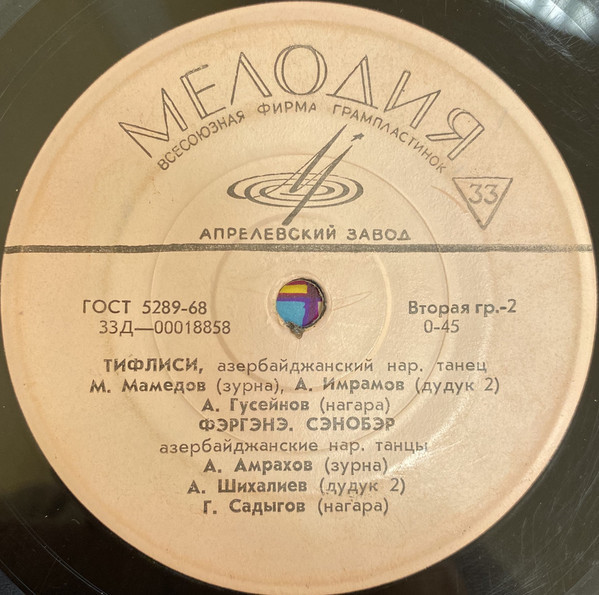 МЕЛОДИЯ
ВСЕСОЮЗНАЯ ФИРМА ГРАМПЛАСТИНОК
33
АПРЕЛЕВСКИЙ ЗАВОД
ГОСТ 5289-68 Вторая гр.-2
33Д—00018858 0-45
ТИФЛИСИ, азербайджанский нар. танец
М. Мамедов (зурна), А. Имрамов (дудук 2)
А. Гусейнов (нагара)
ФЭРГЭНЭ. СЭНОБЭР
азербайджанские нар. танцы
А. Амрахов (зурна)
А. Шихалиев (дудук 2)
Г. Садыгов (нагара)